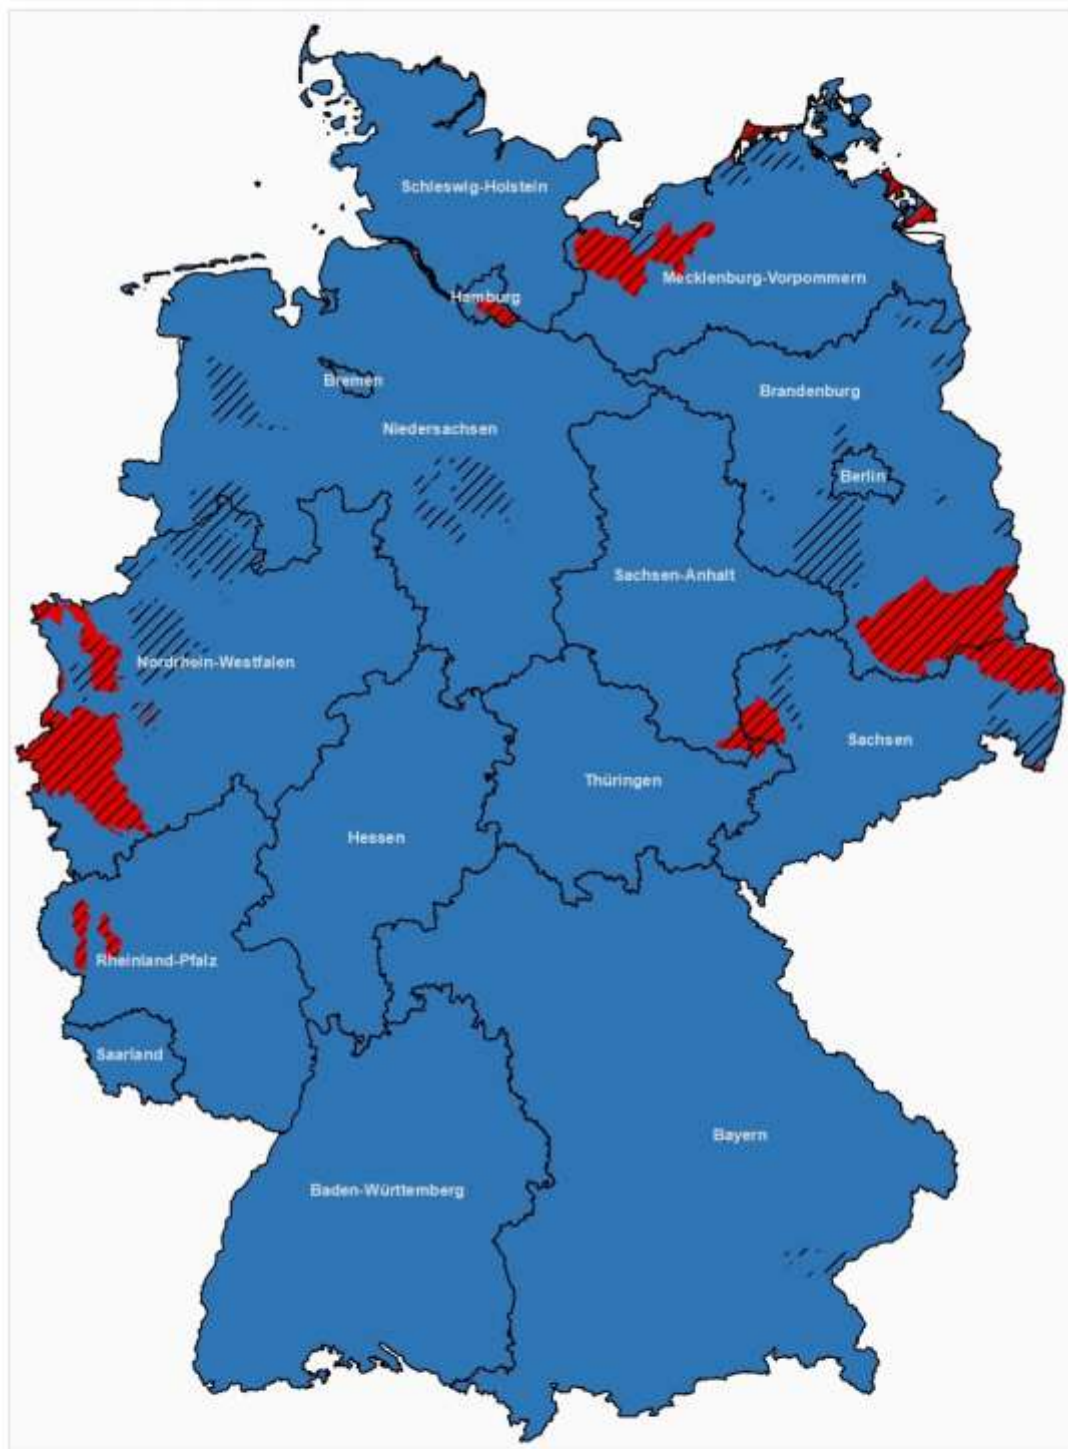 Schleswig-Holstein
Mecklenburg-Vorpommern
Hamburg
Bremen
Brandenburg
Niedersachsen
Berlin
Sachsen-Anhalt
Nordrhein-Westfalen
Sachsen
Thüringen
Hessen
Rheinland-Pfalz
Saarland
Bayern
Baden-Württemberg